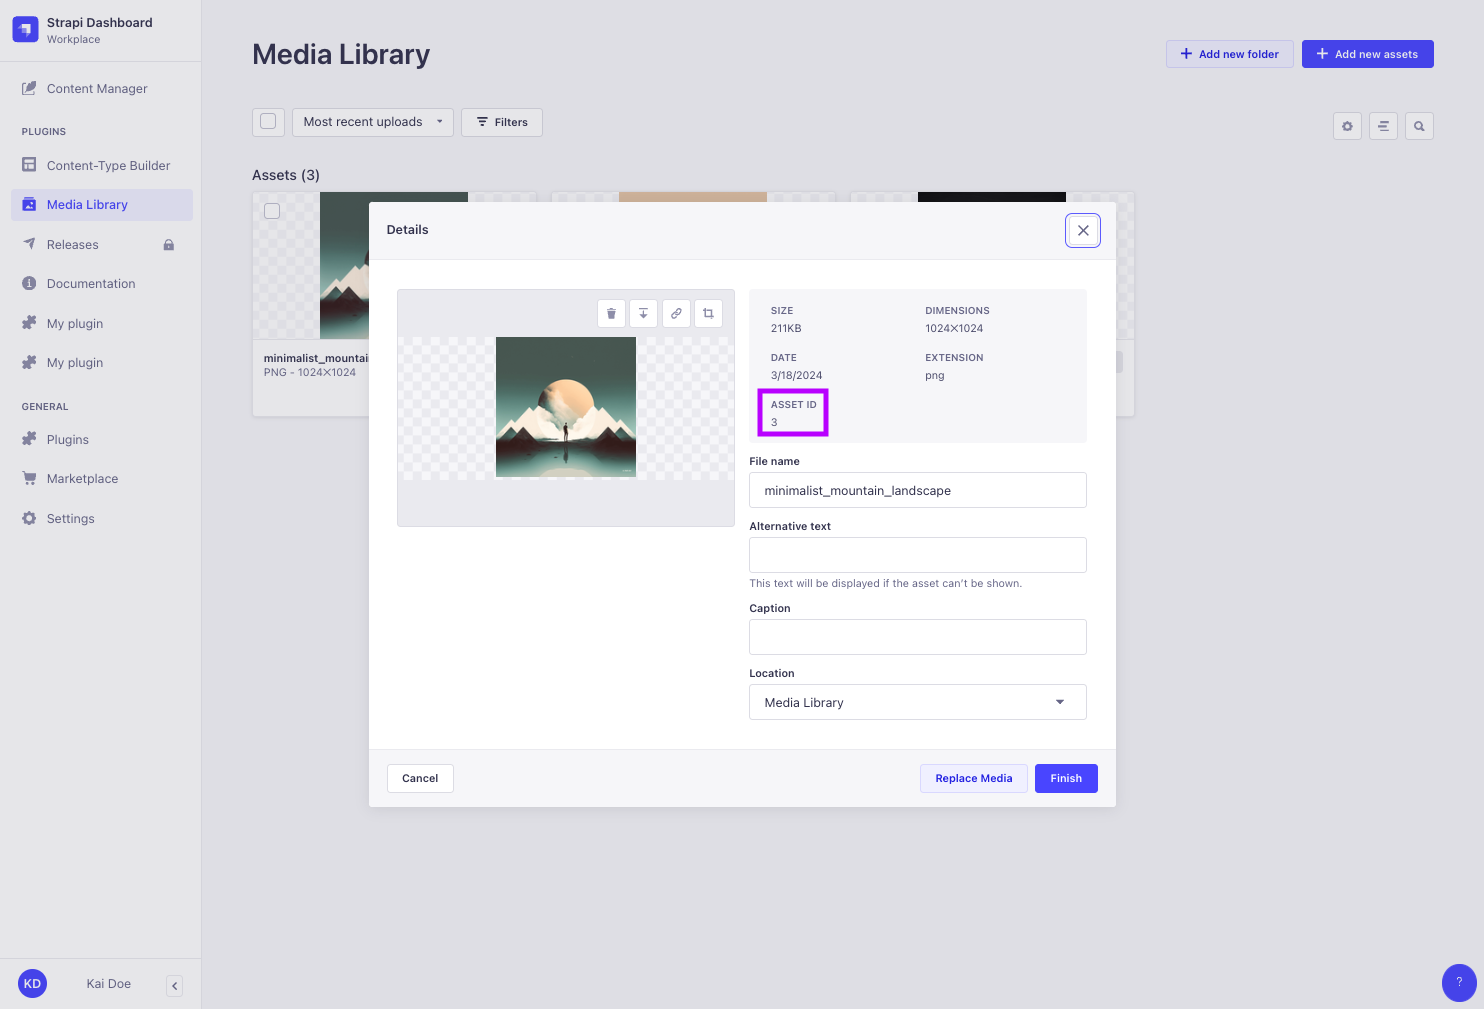 Strapi Dashboard
Workplace
Content Manager
PLUGINS
Content-Type Builder
Media Library
Releases
Documentation
My plugin
My plugin
GENERAL
Plugins
Marketplace
Settings
KD
Kai Doe
Media Library
Add new folder
Add new assets
Most recent uploads
Filters
Assets (3)
minimalist_mountai
PNG - 1024✕1024
Details
SIZE
211KB
DIMENSIONS
1024✕1024
DATE
3/18/2024
EXTENSION
png
ASSET ID
3
File name
minimalist_mountain_landscape
Alternative text
This text will be displayed if the asset can't be shown.
Caption
Location
Media Library
Cancel
Replace Media
Finish
?